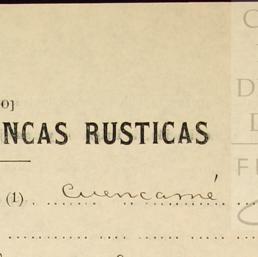 O]
NCAS RUSTICAS
(1) Cuencamé